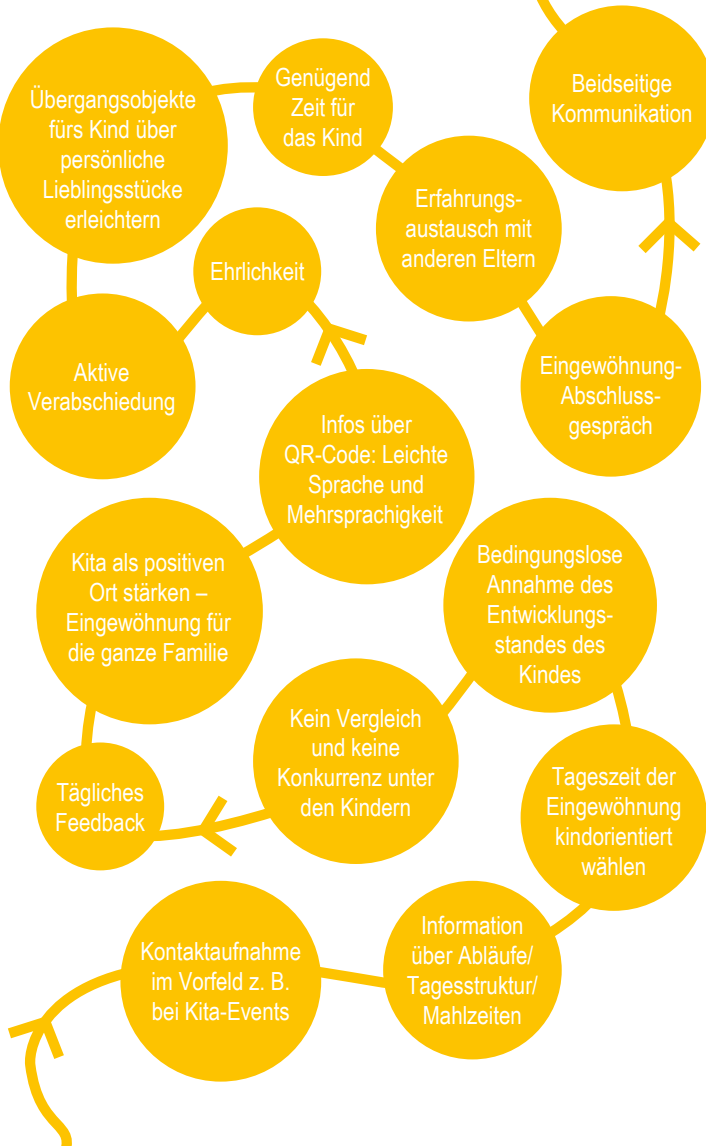 Übergangsobjekte
fürs Kind über
persönliche
Lieblingsstücke
erleichtern
Genügend
Zeit für
das Kind
Beidseitige
Kommunikation
Erfahrungs-
austausch mit
anderen Eltern
Ehrlichkeit
Aktive
Verabschiedung
Eingewöhnung-
Abschluss-
gespräch
Infos über
QR-Code: Leichte
Sprache und
Mehrsprachigkeit
Kita als positiven
Ort stärken –
Eingewöhnung für
die ganze Familie
Bedingungslose
Annahme des
Entwicklungs-
standes des
Kindes
Kein Vergleich
und keine
Konkurrenz unter
den Kindern
Tägliches
Feedback
Tageszeit der
Eingewöhnung
kindorientiert
wählen
Kontaktaufnahme
im Vorfeld z. B.
bei Kita-Events
Information
über Abläufe/
Tagesstruktur/
Mahlzeiten